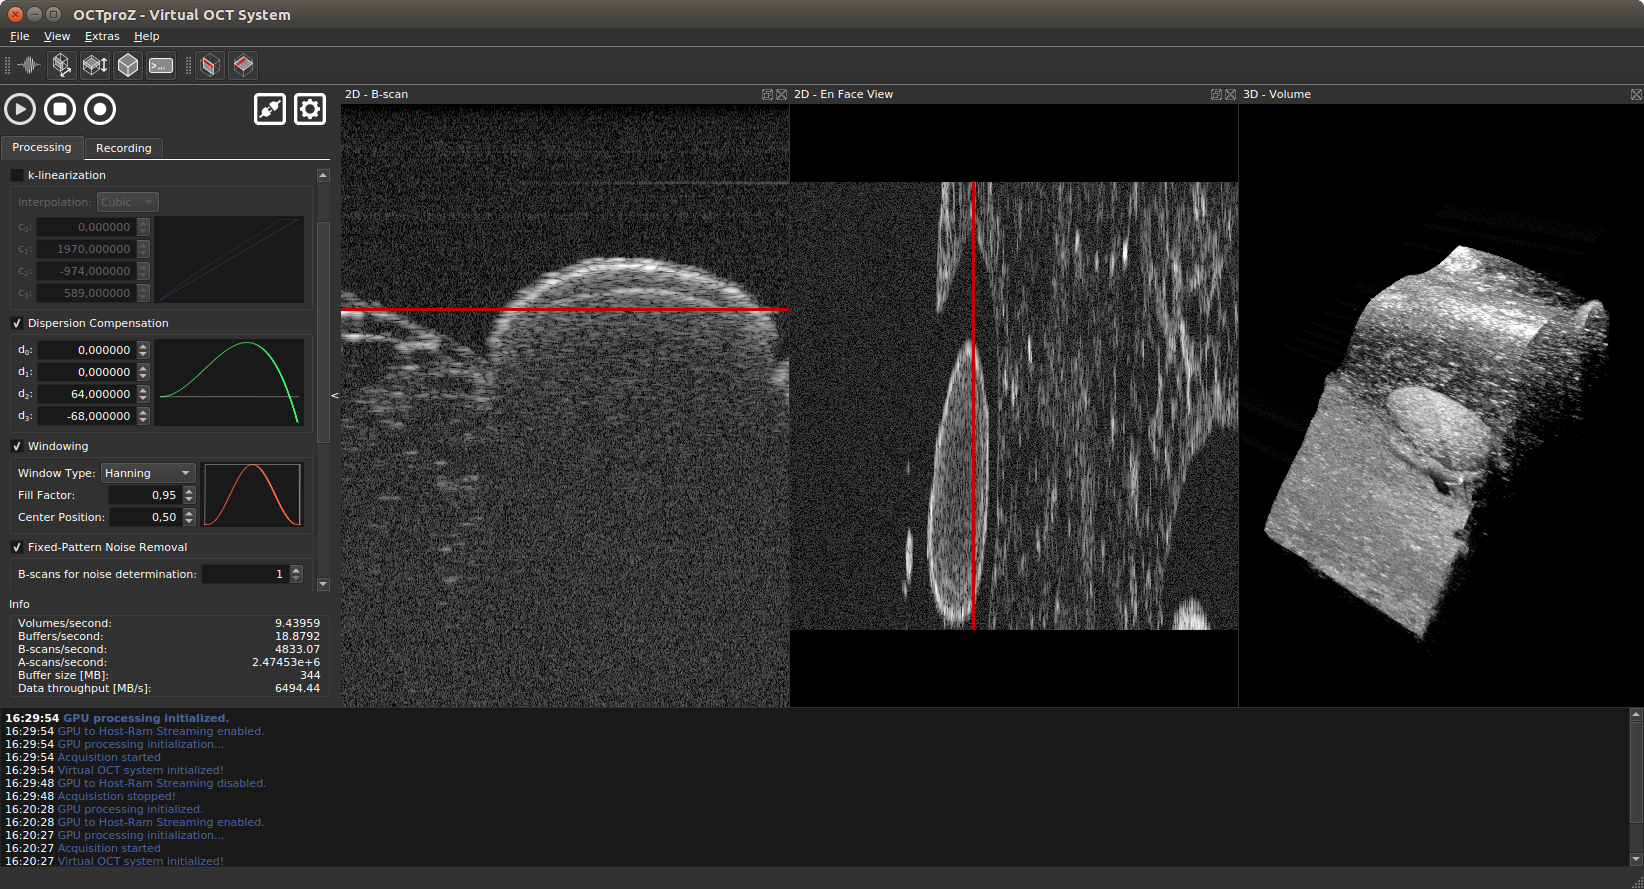 OCTproZ - Virtual OCT System
File View Extras Help
>_...
2D - B-scan
2D - En Face View
3D - Volume
Processing Recording
k-linearization
Interpolation: Cubic
c₀: 0,000000
c₁: 1970,000000
c₂: -974,000000
c₃: 589,000000
Dispersion Compensation
d₀: 0,000000
d₁: 0,000000
d₂: 64,000000
d₃: -68,000000
<
Windowing
Window Type: Hanning
Fill Factor: 0,95
Center Position: 0,50
Fixed-Pattern Noise Removal
B-scans for noise determination: 1
Info
Volumes/second: 9.43959
Buffers/second: 18.8792
B-scans/second: 4833.07
A-scans/second: 2.47453e+6
Buffer size [MB]: 344
Data throughput [MB/s]: 6494.44
16:29:54 GPU processing initialized.
16:29:54 GPU to Host-Ram Streaming enabled.
16:29:54 GPU processing initialization...
16:29:54 Acquisition started
16:29:54 Virtual OCT system initialized!
16:29:48 GPU to Host-Ram Streaming disabled.
16:29:48 Acquisistion stopped!
16:20:28 GPU processing initialized.
16:20:28 GPU to Host-Ram Streaming enabled.
16:20:27 GPU processing initialization...
16:20:27 Acquisition started
16:20:27 Virtual OCT system initialized!